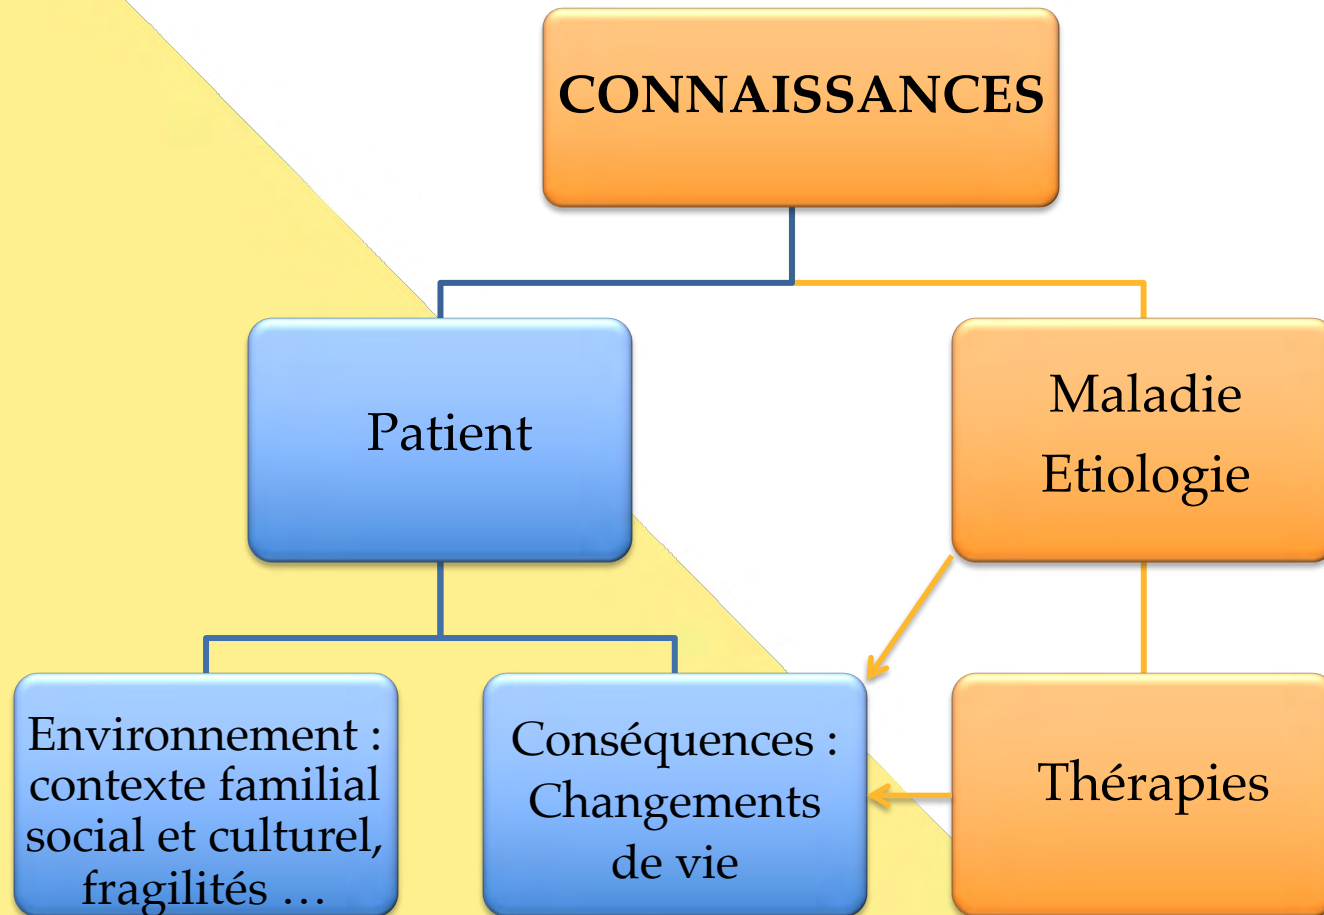 CONNAISSANCES
Patient
Maladie
Etiologie
Environnement :
contexte familial
social et culturel,
fragilités …
Conséquences :
Changements
de vie
Thérapies